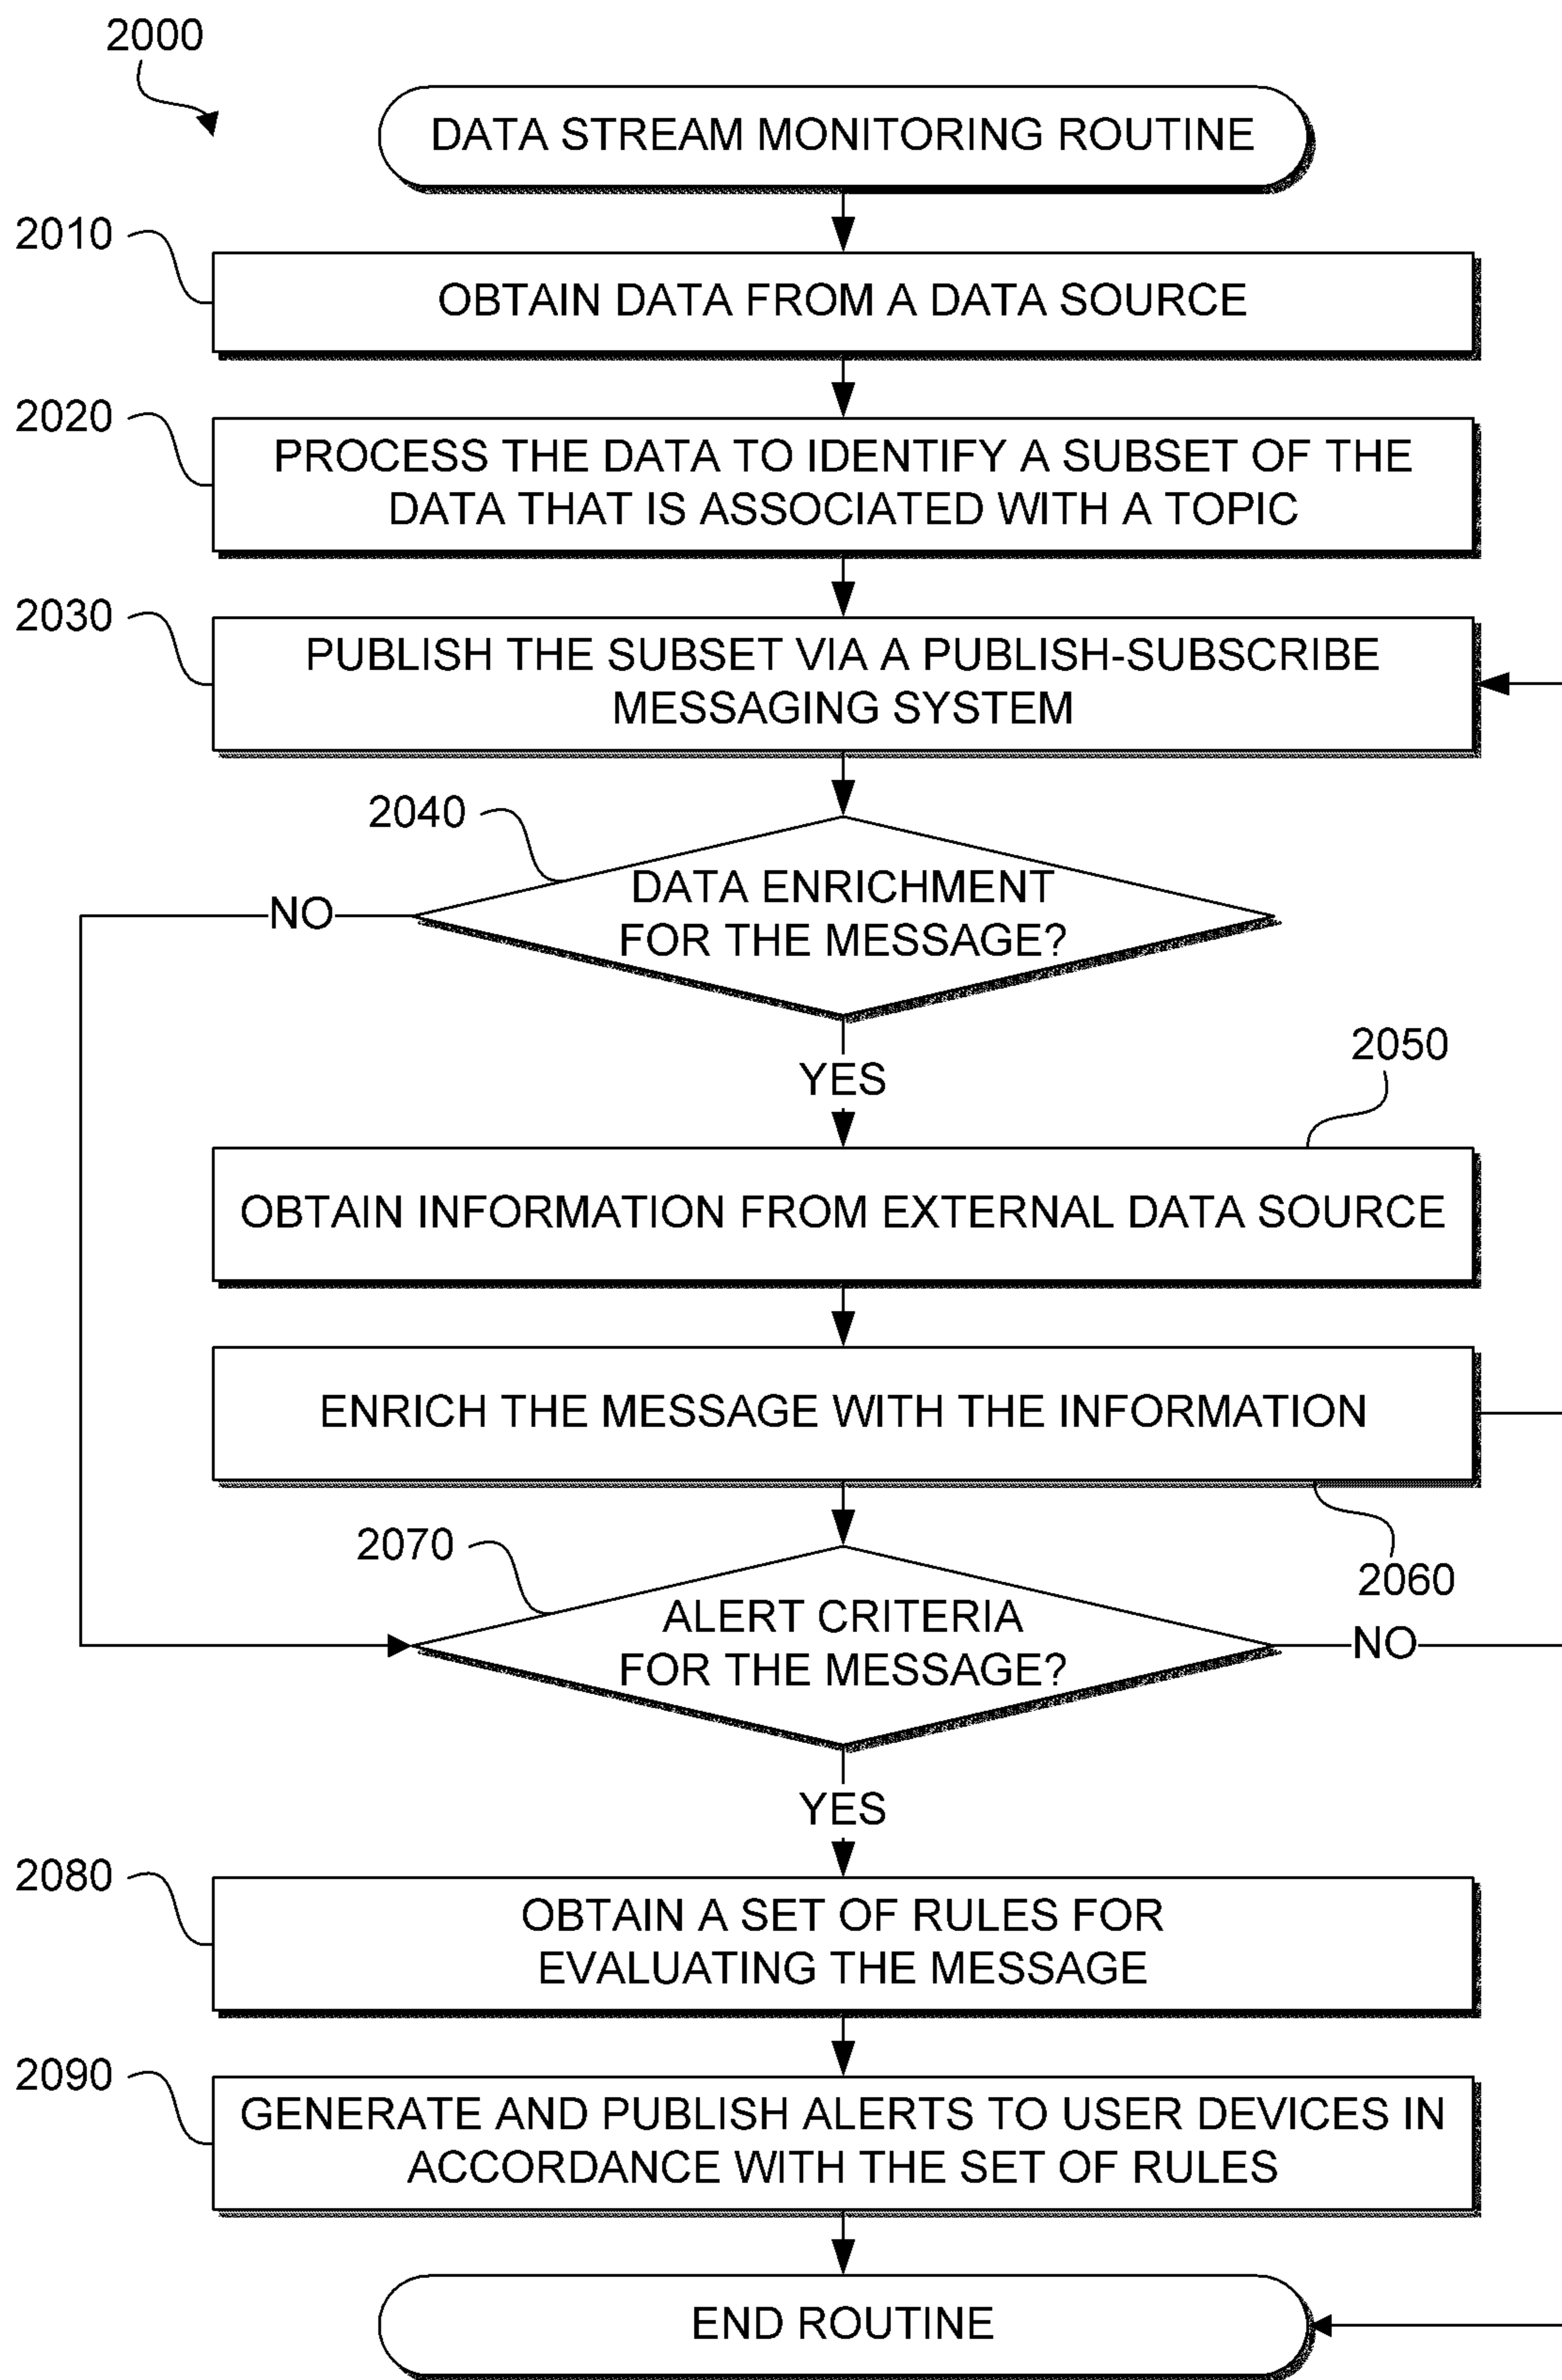 2000
DATA STREAM MONITORING ROUTINE
2010
OBTAIN DATA FROM A DATA SOURCE
2020
PROCESS THE DATA TO IDENTIFY A SUBSET OF THE
DATA THAT IS ASSOCIATED WITH A TOPIC
2030
PUBLISH THE SUBSET VIA A PUBLISH-SUBSCRIBE
MESSAGING SYSTEM
2040
DATA ENRICHMENT
FOR THE MESSAGE?
NO
YES
2050
OBTAIN INFORMATION FROM EXTERNAL DATA SOURCE
ENRICH THE MESSAGE WITH THE INFORMATION
2060
2070
ALERT CRITERIA
FOR THE MESSAGE?
NO
YES
2080
OBTAIN A SET OF RULES FOR
EVALUATING THE MESSAGE
2090
GENERATE AND PUBLISH ALERTS TO USER DEVICES IN
ACCORDANCE WITH THE SET OF RULES
END ROUTINE